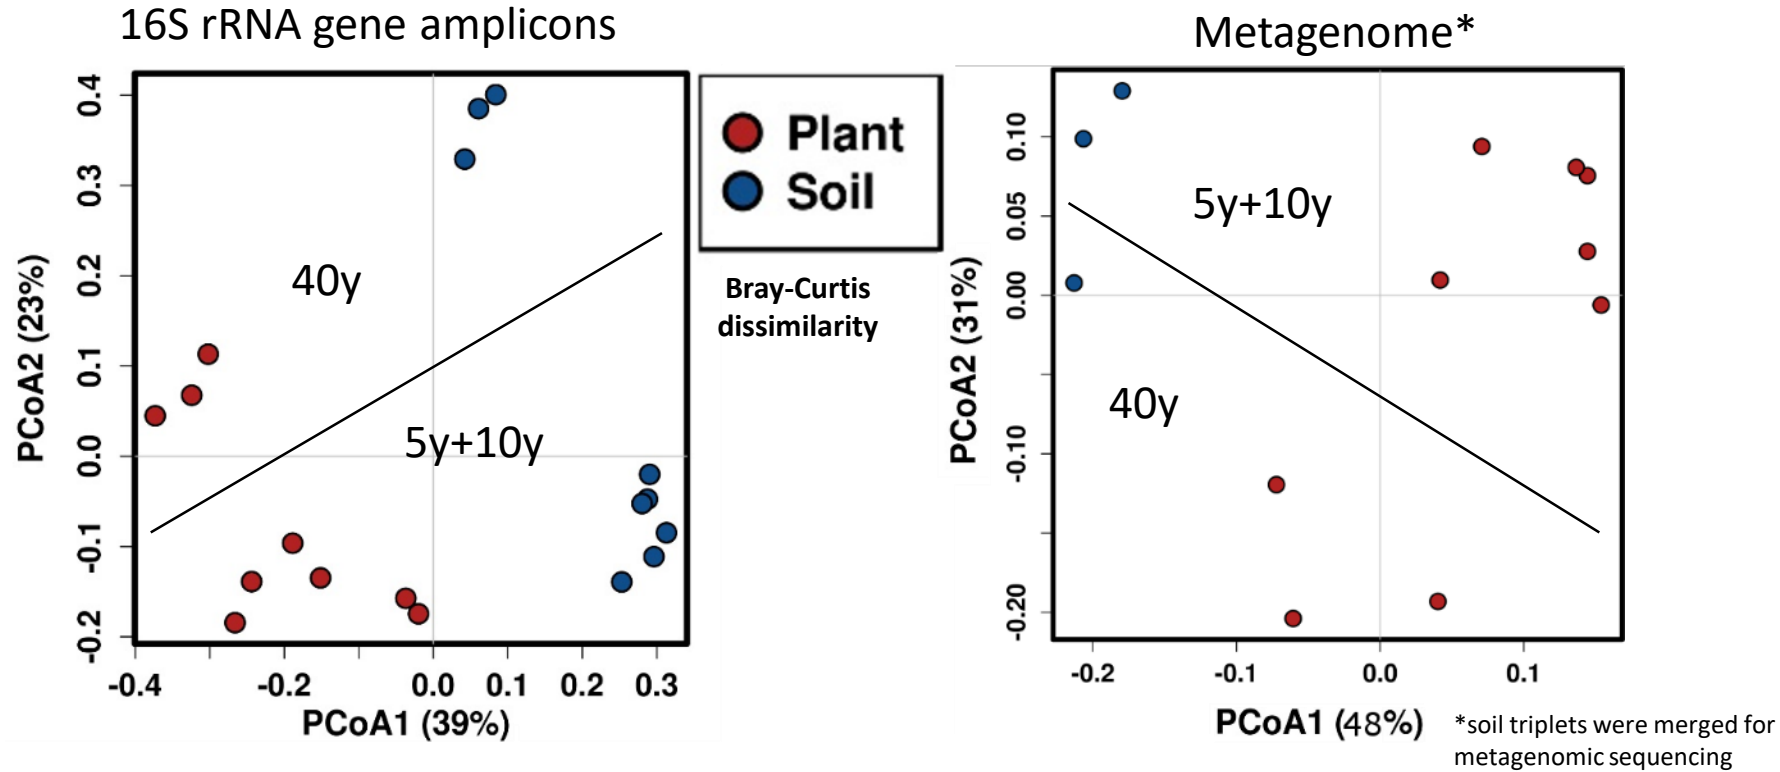 16S rRNA gene amplicons
PCoA2 (23%)
0.4
0.3
0.2
0.1
0.0
-0.1
-0.2
40y
5y+10y
-0.4
-0.2
0.0
0.1
0.2
0.3
PCoA1 (39%)
Plant
Soil
Bray-Curtis
dissimilarity
Metagenome*
PCoA2 (31%)
0.10
0.05
0.00
-0.10
-0.20
5y+10y
40y
-0.2
-0.1
0.0
0.1
PCoA1 (48%)
*soil triplets were merged for
metagenomic sequencing